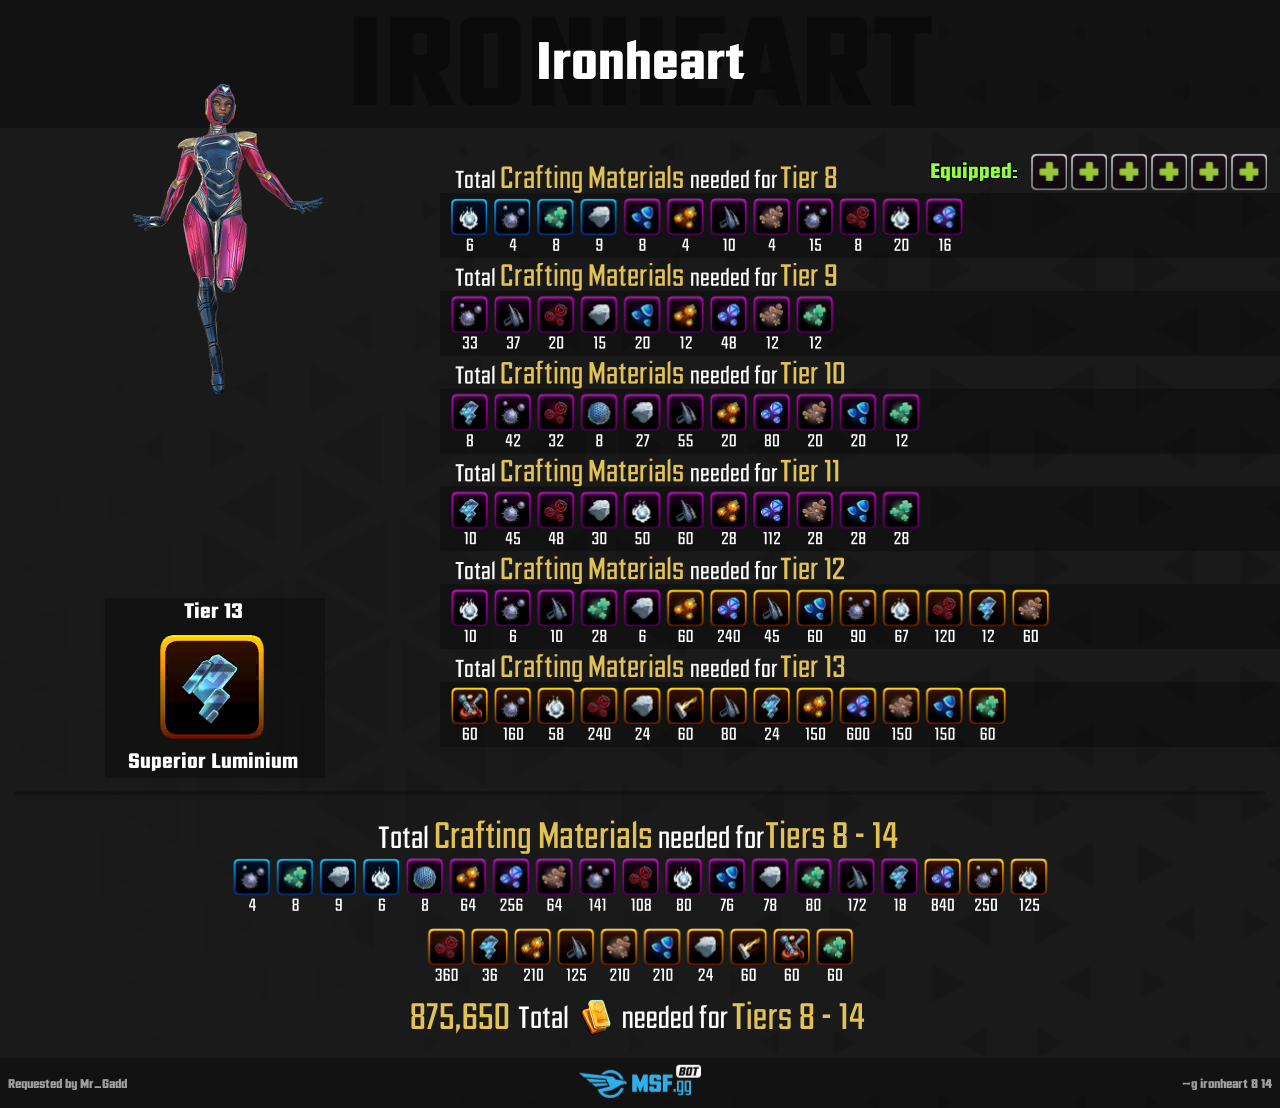 IRONHEART
Ironheart
Equipped:
Total Crafting Materials needed for Tier 8
6 4 8 9 8 4 10 4 15 8 20 16
Total Crafting Materials needed for Tier 9
33 37 20 15 20 12 48 12 12
Total Crafting Materials needed for Tier 10
8 42 32 8 27 55 20 80 20 20 12
Total Crafting Materials needed for Tier 11
10 45 48 30 50 60 28 112 28 28 28
Total Crafting Materials needed for Tier 12
10 6 10 28 6 60 240 45 60 90 67 120 12 60
Total Crafting Materials needed for Tier 13
60 160 58 240 24 60 80 24 150 600 150 150 60
Tier 13
Superior Luminium
Total Crafting Materials needed for Tiers 8 - 14
4 8 9 6 8 64 256 64 141 108 80 76 78 80 172 18 840 250 125
360 36 210 125 210 210 24 60 60 60
875,650 Total needed for Tiers 8 - 14
Requested by Mr_Gadd
MSF.gg BOT
~g ironheart 8 14